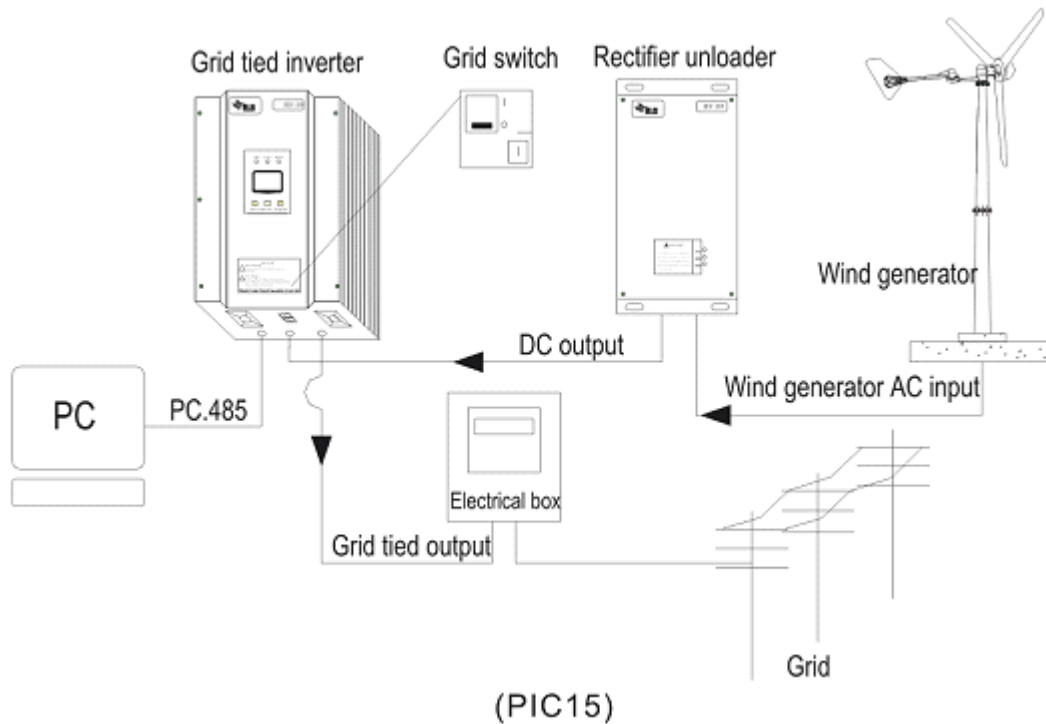 Grid tied inverter
Grid switch
Rectifier unloader
Wind generator
DC output
Wind generator AC input
PC
PC.485
Electrical box
Grid tied output
Grid
(PIC15)